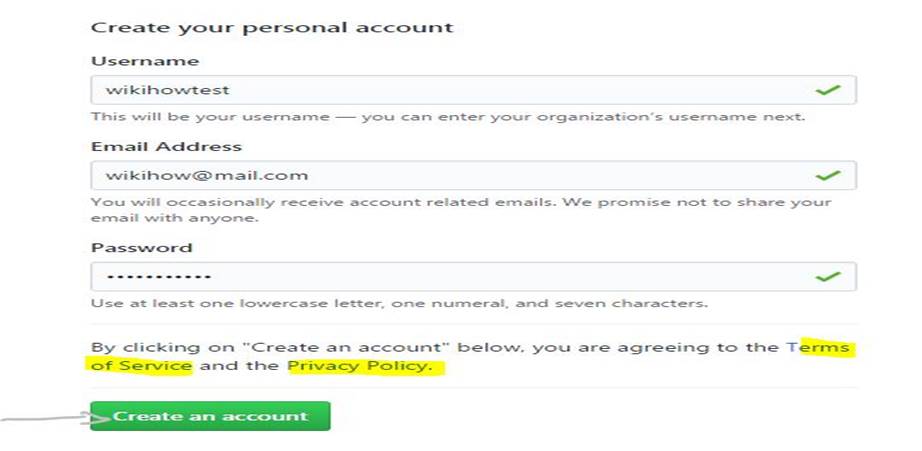 Create your personal account
Username
wikihowtest
This will be your username — you can enter your organization's username next.
Email Address
wikihow@mail.com
You will occasionally receive account related emails. We promise not to share your
email with anyone.
Password
•••••••••••
Use at least one lowercase letter, one numeral, and seven characters.
By clicking on "Create an account" below, you are agreeing to the Terms
of Service and the Privacy Policy.
Create an account